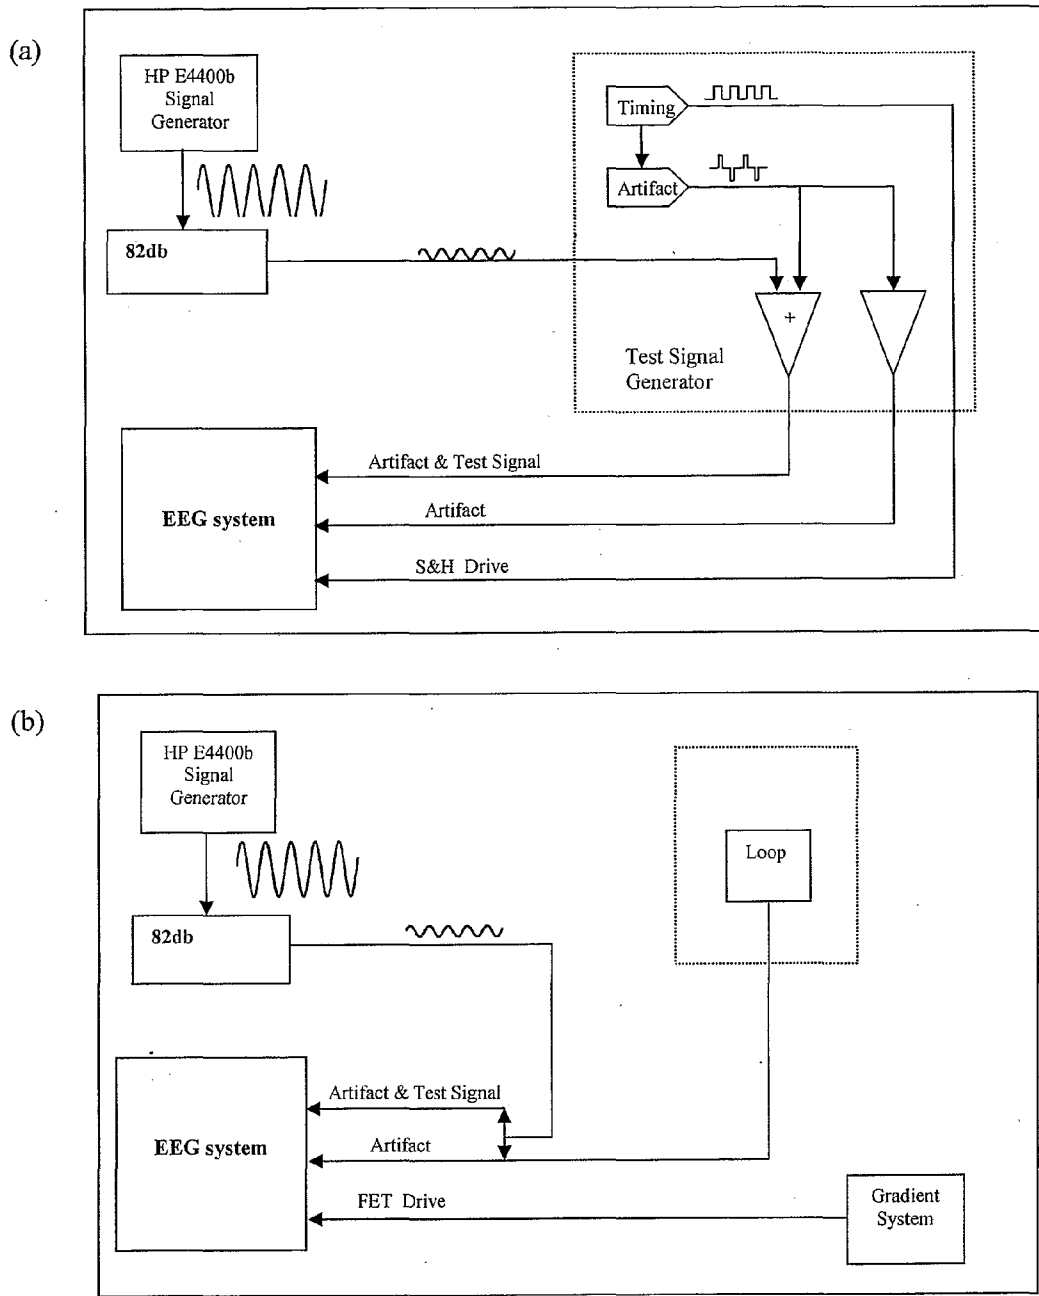 (a)
HP E4400b
Signal
Generator
82db
Timing
Artifact
+
Test Signal
Generator
EEG system
Artifact & Test Signal
Artifact
S&H Drive
(b)
HP E4400b
Signal
Generator
82db
Loop
EEG system
Artifact & Test Signal
Artifact
FET Drive
Gradient
System